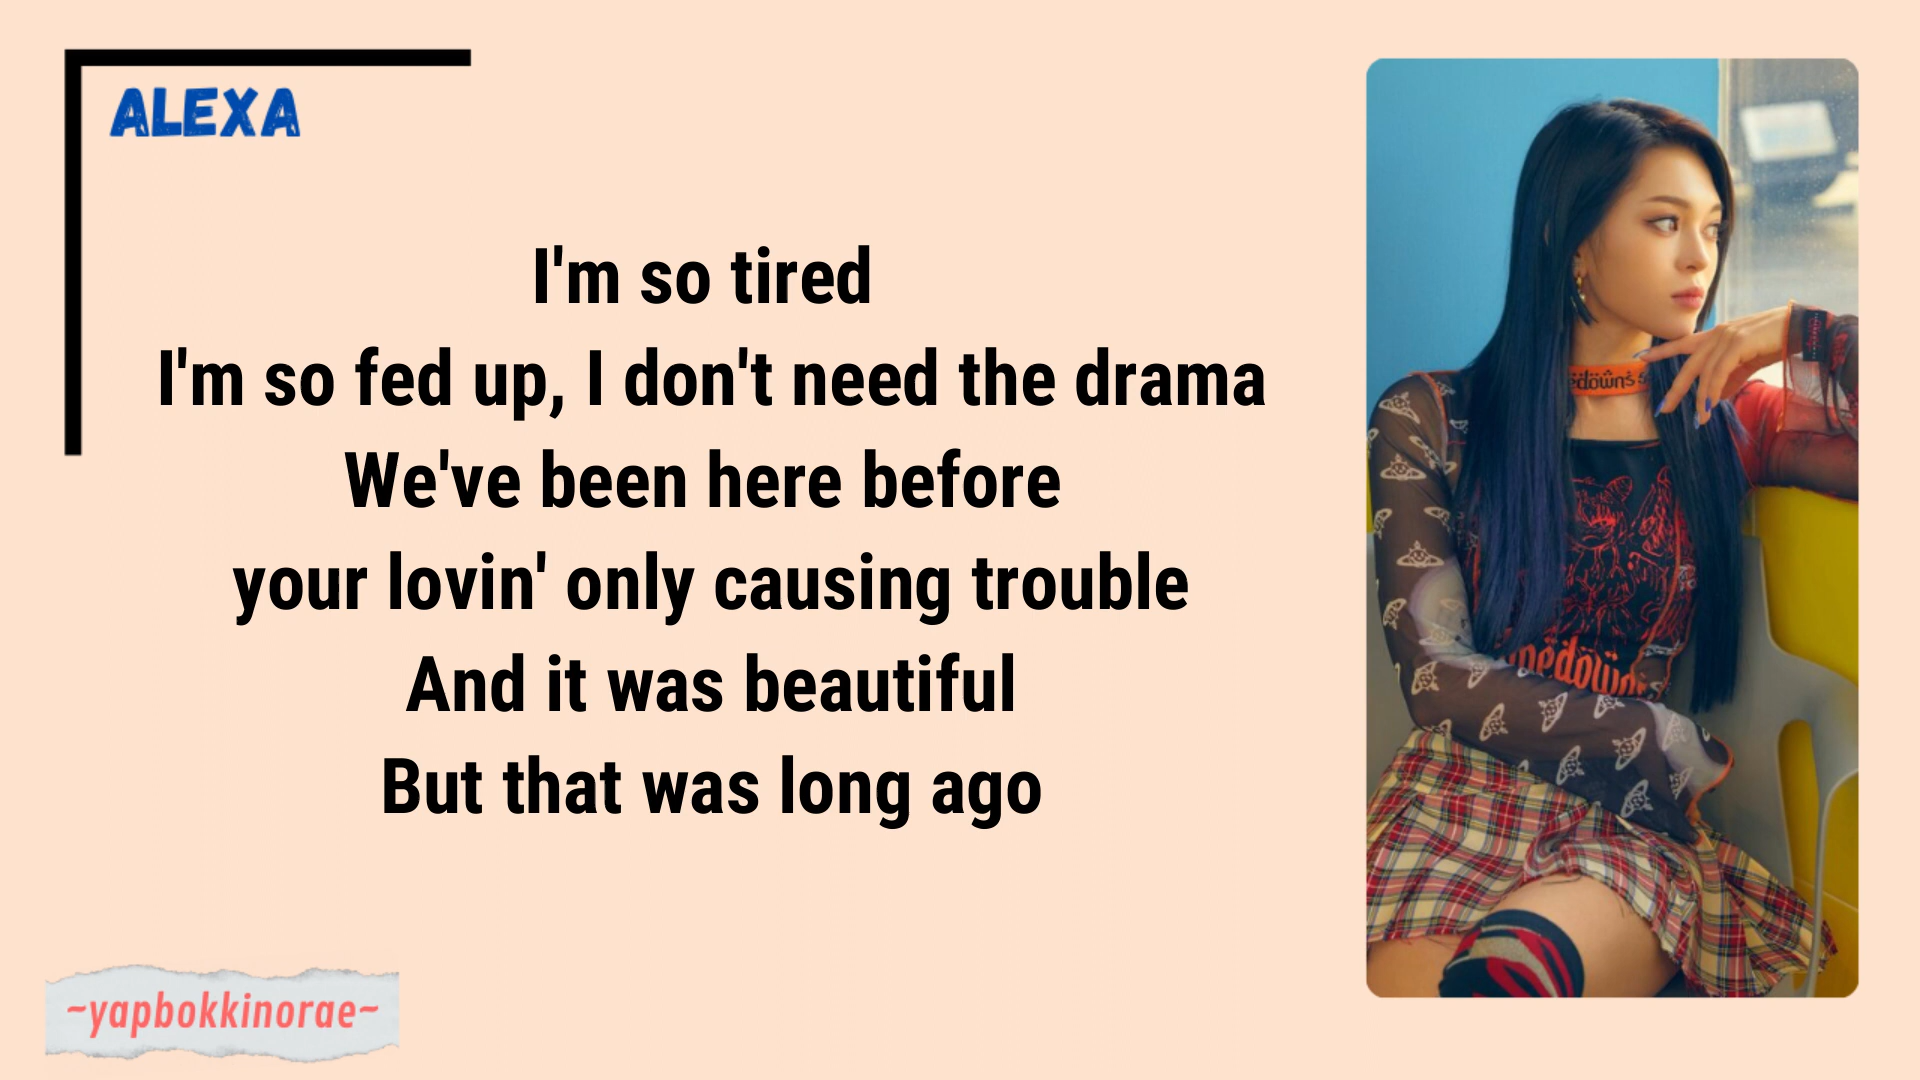 ALEXA
I'm so tired
I'm so fed up, I don't need the drama
We've been here before
your lovin' only causing trouble
And it was beautiful
But that was long ago
~yapbokkinorae~